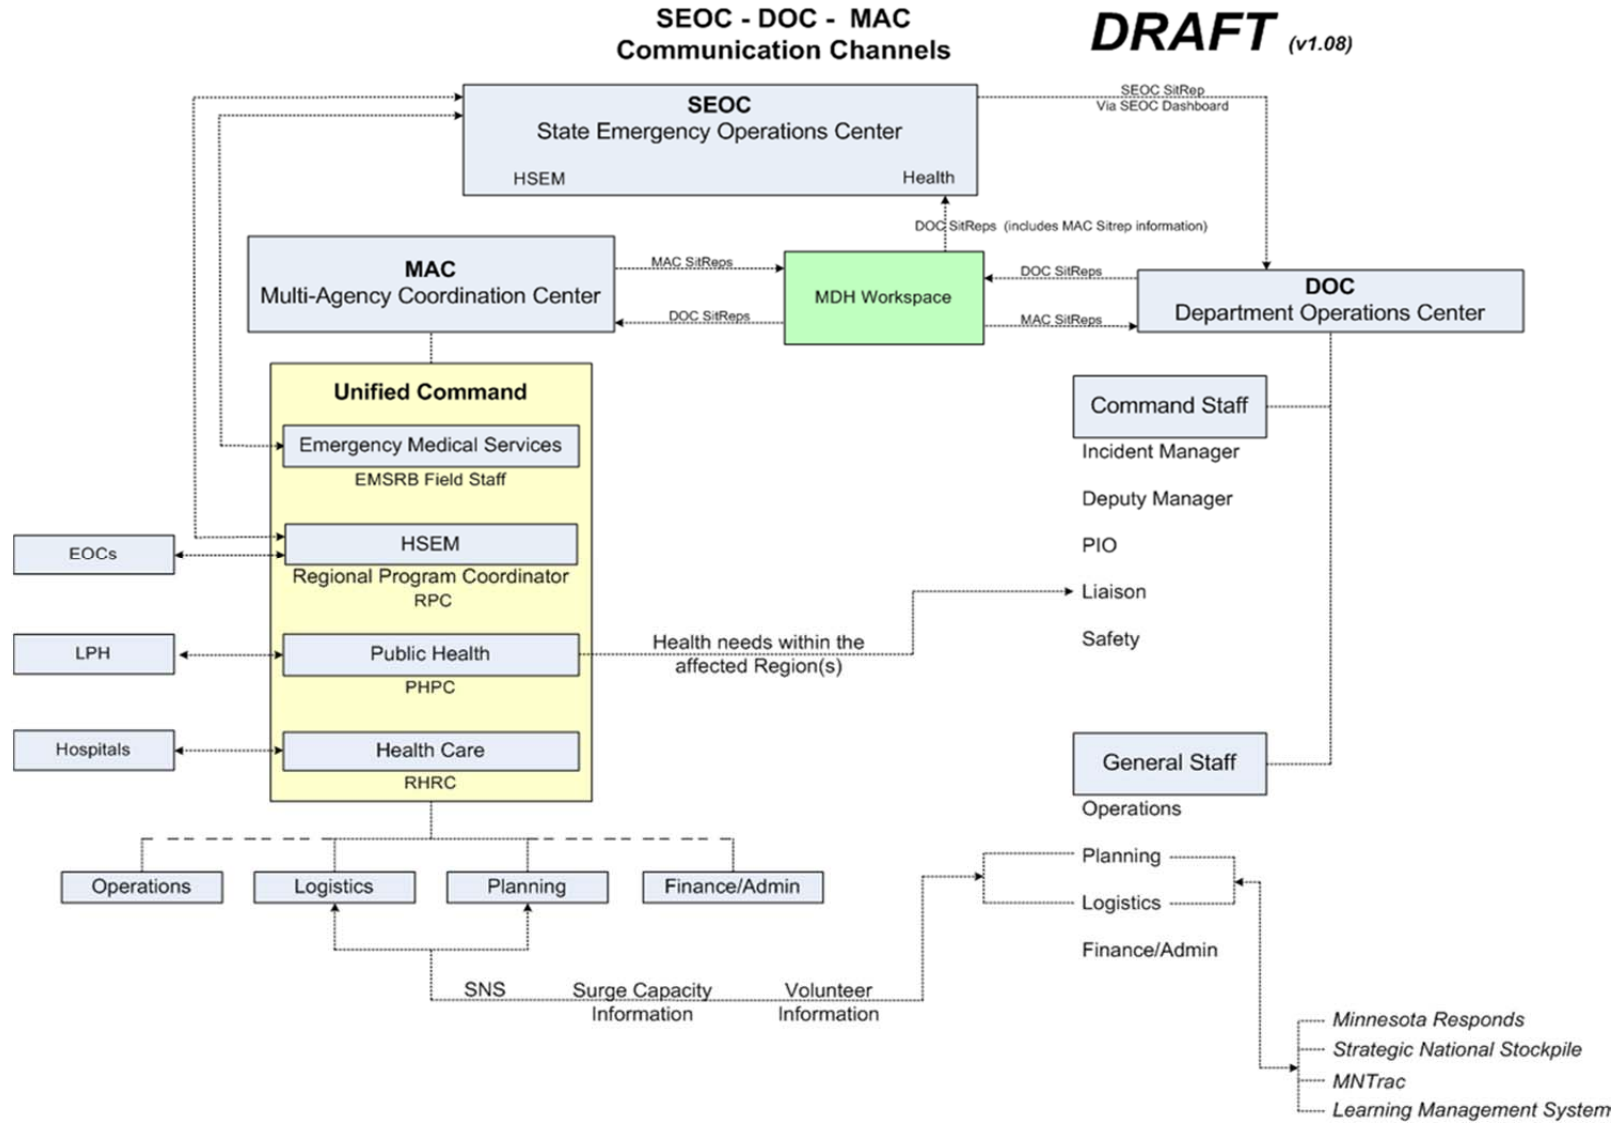 SEOC - DOC - MAC
Communication Channels
DRAFT (v1.08)
SEOC
State Emergency Operations Center
HSEM
Health
SEOC SitRep
Via SEOC Dashboard
DOC SitReps (includes MAC Sitrep information)
MAC
Multi-Agency Coordination Center
MAC SitReps
DOC SitReps
MDH Workspace
DOC SitReps
MAC SitReps
DOC
Department Operations Center
Unified Command
Emergency Medical Services
EMSRB Field Staff
HSEM
Regional Program Coordinator
RPC
Public Health
PHPC
Health Care
RHRC
EOCs
LPH
Hospitals
Health needs within the
affected Region(s)
Command Staff
Incident Manager
Deputy Manager
PIO
Liaison
Safety
General Staff
Operations
Planning
Logistics
Finance/Admin
Operations
Logistics
Planning
Finance/Admin
SNS
Surge Capacity
Information
Volunteer
Information
Minnesota Responds
Strategic National Stockpile
MNTrac
Learning Management System